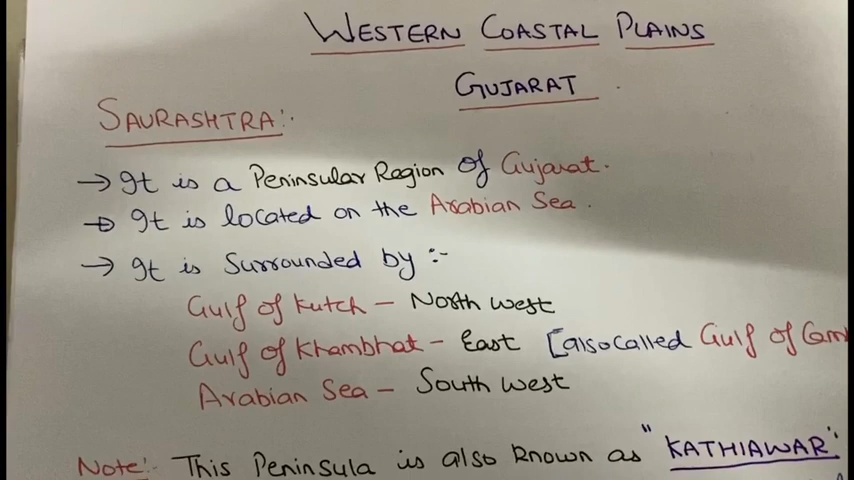 WESTERN COASTAL PLAINS
GUJARAT
SAURASHTRA:-
→ It is a Peninsular Region of Gujarat.
→ It is located on the Arabian Sea.
→ It is Surrounded by :-
Gulf of Kutch - North west
Gulf of Khambhat - East [also called Gulf of Cam
Arabian Sea - South west
Note:- This Peninsula is also known as "KATHIAWAR"